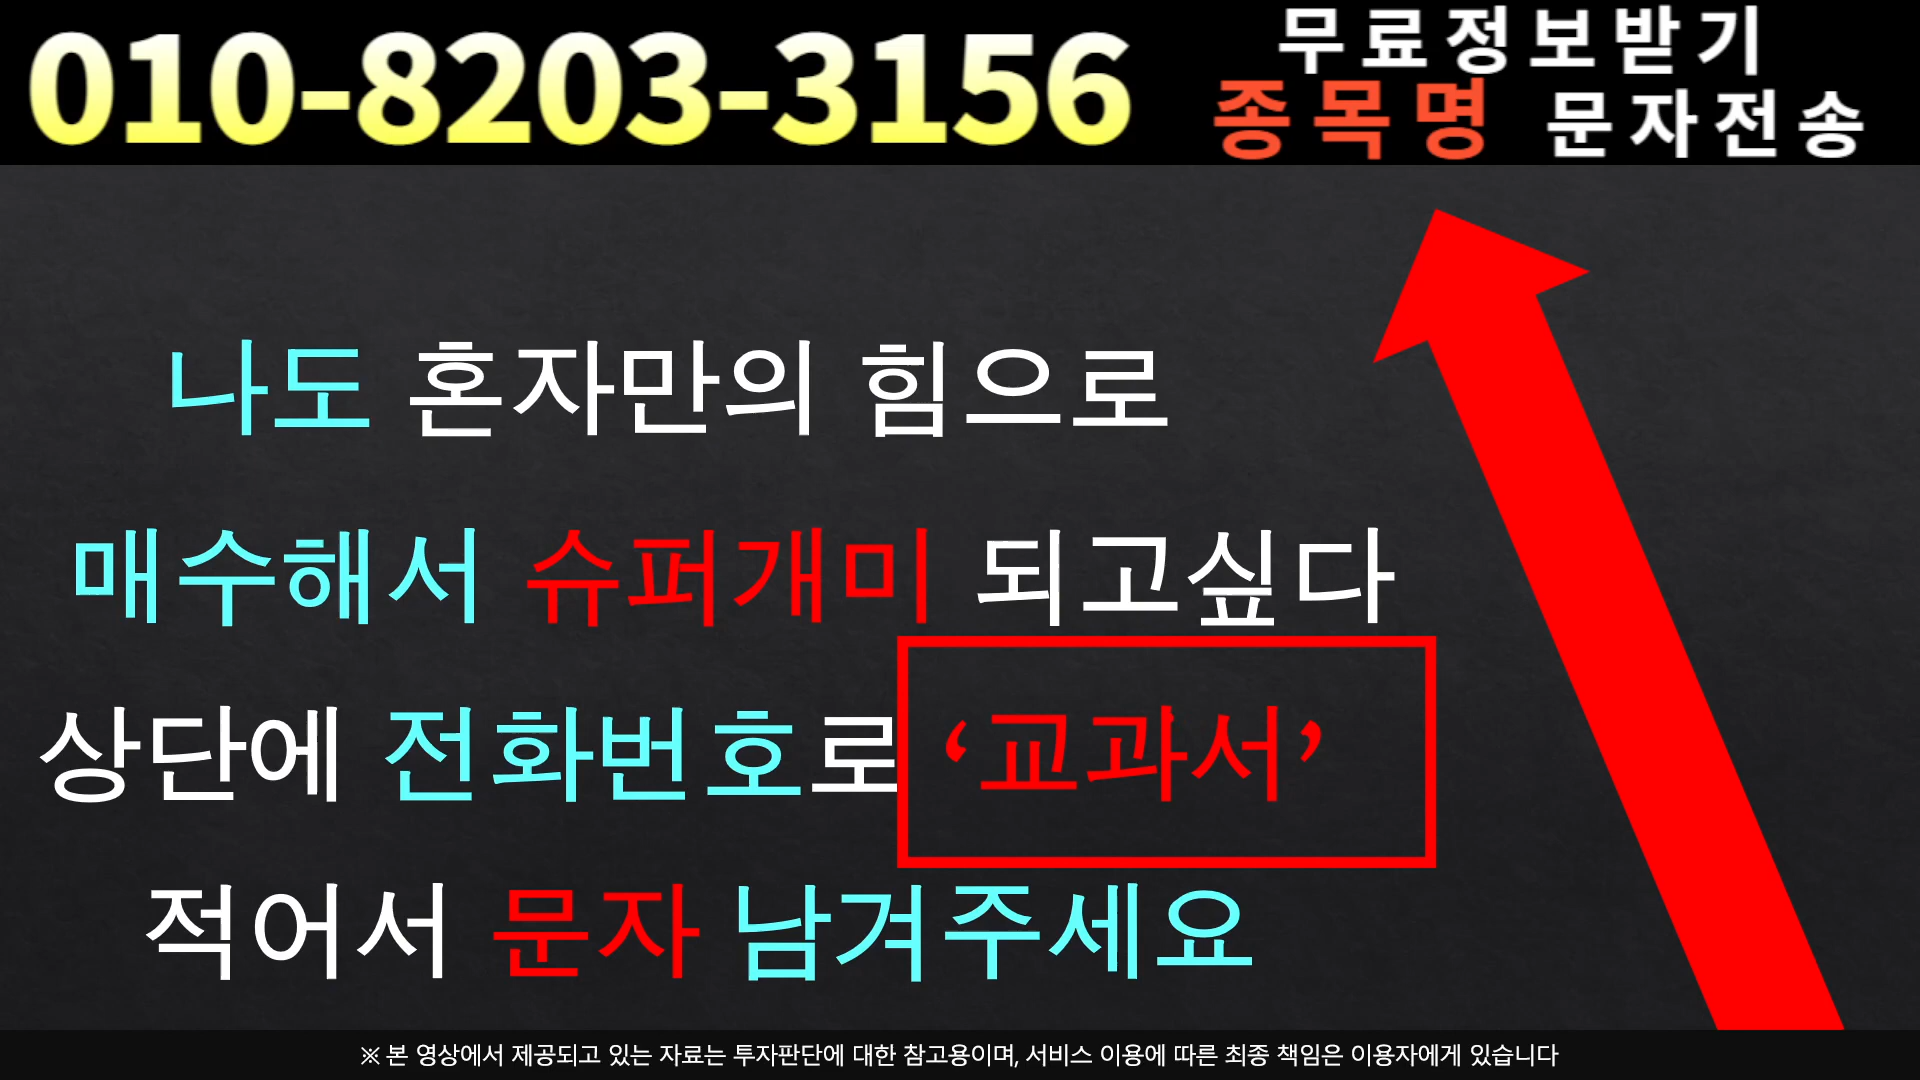 010-8203-3156
무료정보받기
종목명 문자전송
나도 혼자만의 힘으로
매수해서 슈퍼개미 되고싶다
상단에 전화번호로 ‘교과서’
적어서 문자 남겨주세요
※ 본 영상에서 제공되고 있는 자료는 투자판단에 대한 참고용이며, 서비스 이용에 따른 최종 책임은 이용자에게 있습니다